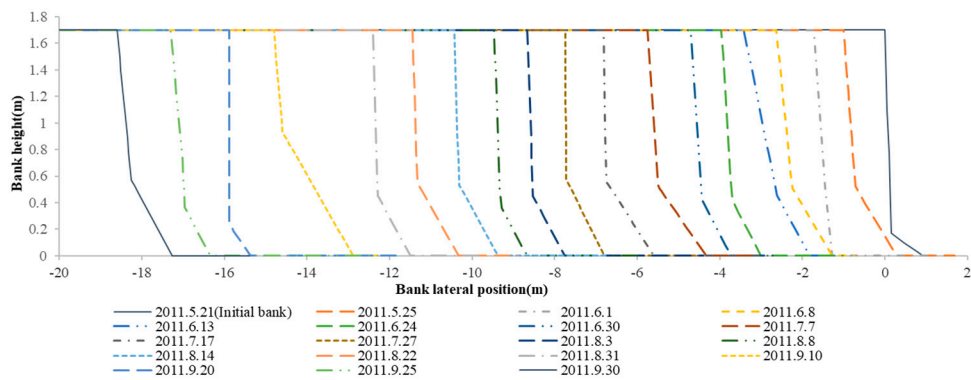 1.8
1.6
1.4
1.2
1
0.8
0.6
0.4
0.2
0
Bank height(m)
-20 -18 -16 -14 -12 -10 -8 -6 -4 -2 0 2
Bank lateral position(m)
2011.5.21(Initial bank) 2011.5.25 2011.6.1 2011.6.8
2011.6.13 2011.6.24 2011.6.30 2011.7.7
2011.7.17 2011.7.27 2011.8.3 2011.8.8
2011.8.14 2011.8.22 2011.8.31 2011.9.10
2011.9.20 2011.9.25 2011.9.30